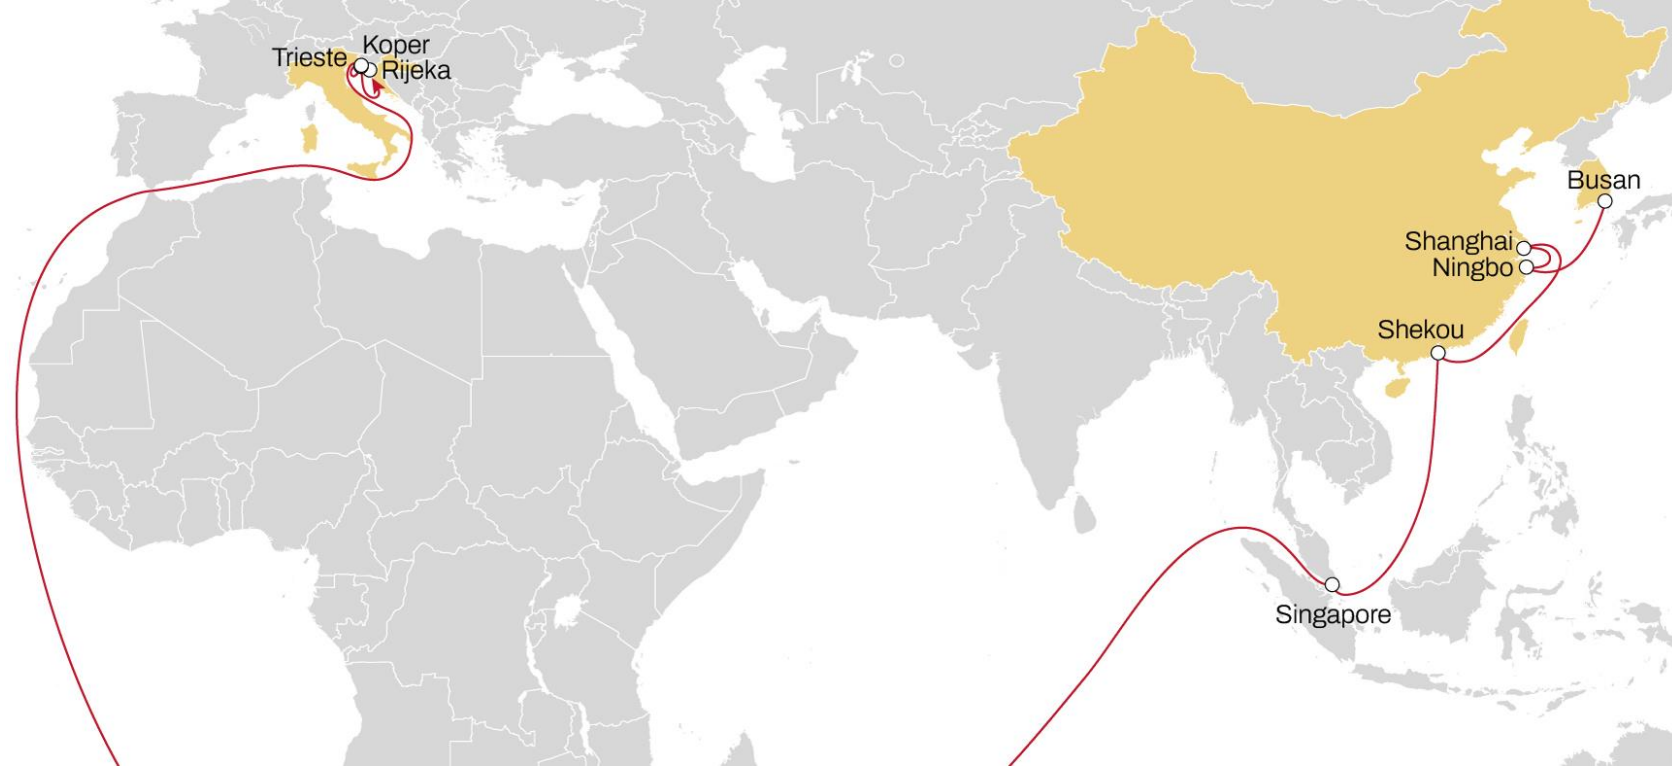 Koper
Trieste
Rijeka
Busan
Shanghai
Ningbo
Shekou
Singapore